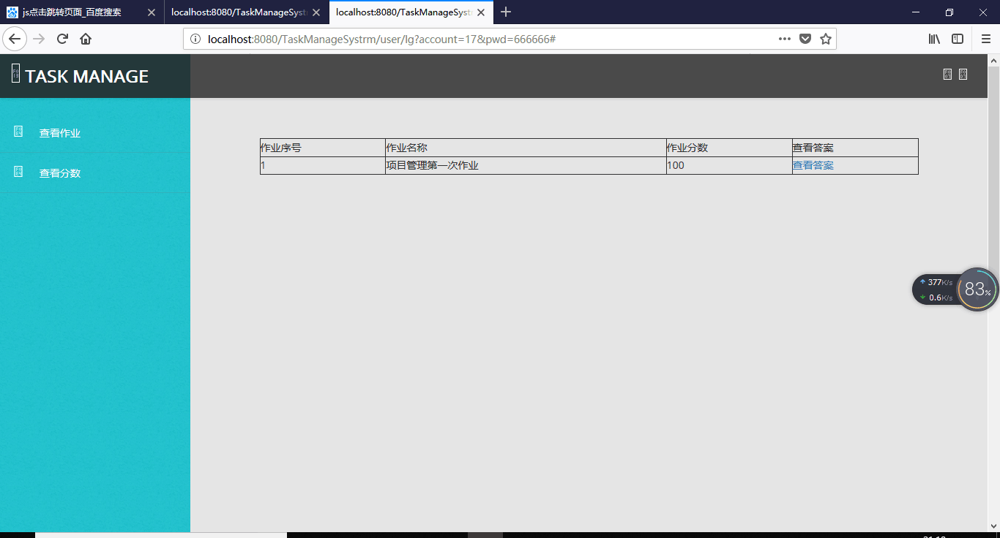 js点击跳转页面_百度搜索
localhost:8080/TaskManageSyst
localhost:8080/TaskManageSyst
localhost:8080/TaskManageSystrm/user/lg?account=17&pwd=666666#
TASK MANAGE
查看作业
查看分数
作业序号 作业名称 作业分数 查看答案
1 项目管理第一次作业 100 查看答案
377K/s
0.6K/s
83%